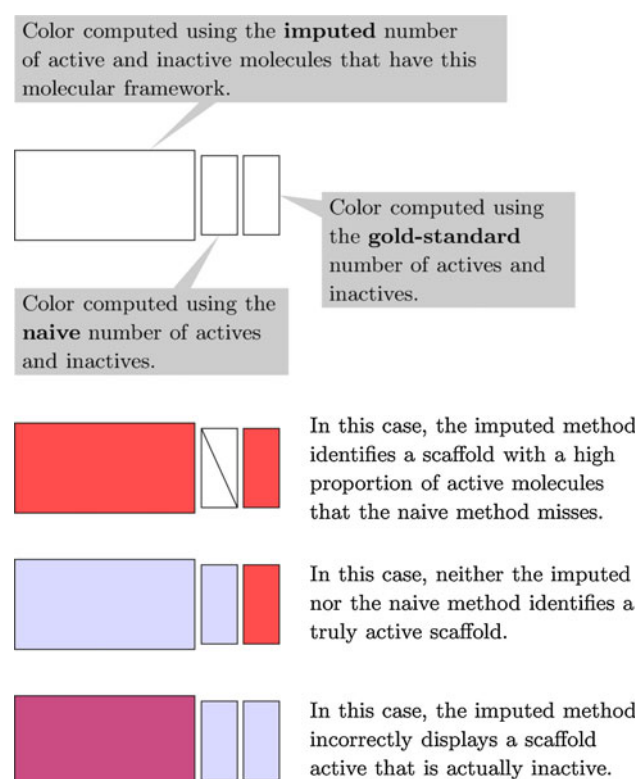 Color computed using the imputed number
of active and inactive molecules that have this
molecular framework.
Color computed using
the gold-standard
number of actives and
inactives.
Color computed using the
naive number of actives
and inactives.
In this case, the imputed method
identifies a scaffold with a high
proportion of active molecules
that the naive method misses.
In this case, neither the imputed
nor the naive method identifies a
truly active scaffold.
In this case, the imputed method
incorrectly displays a scaffold
active that is actually inactive.